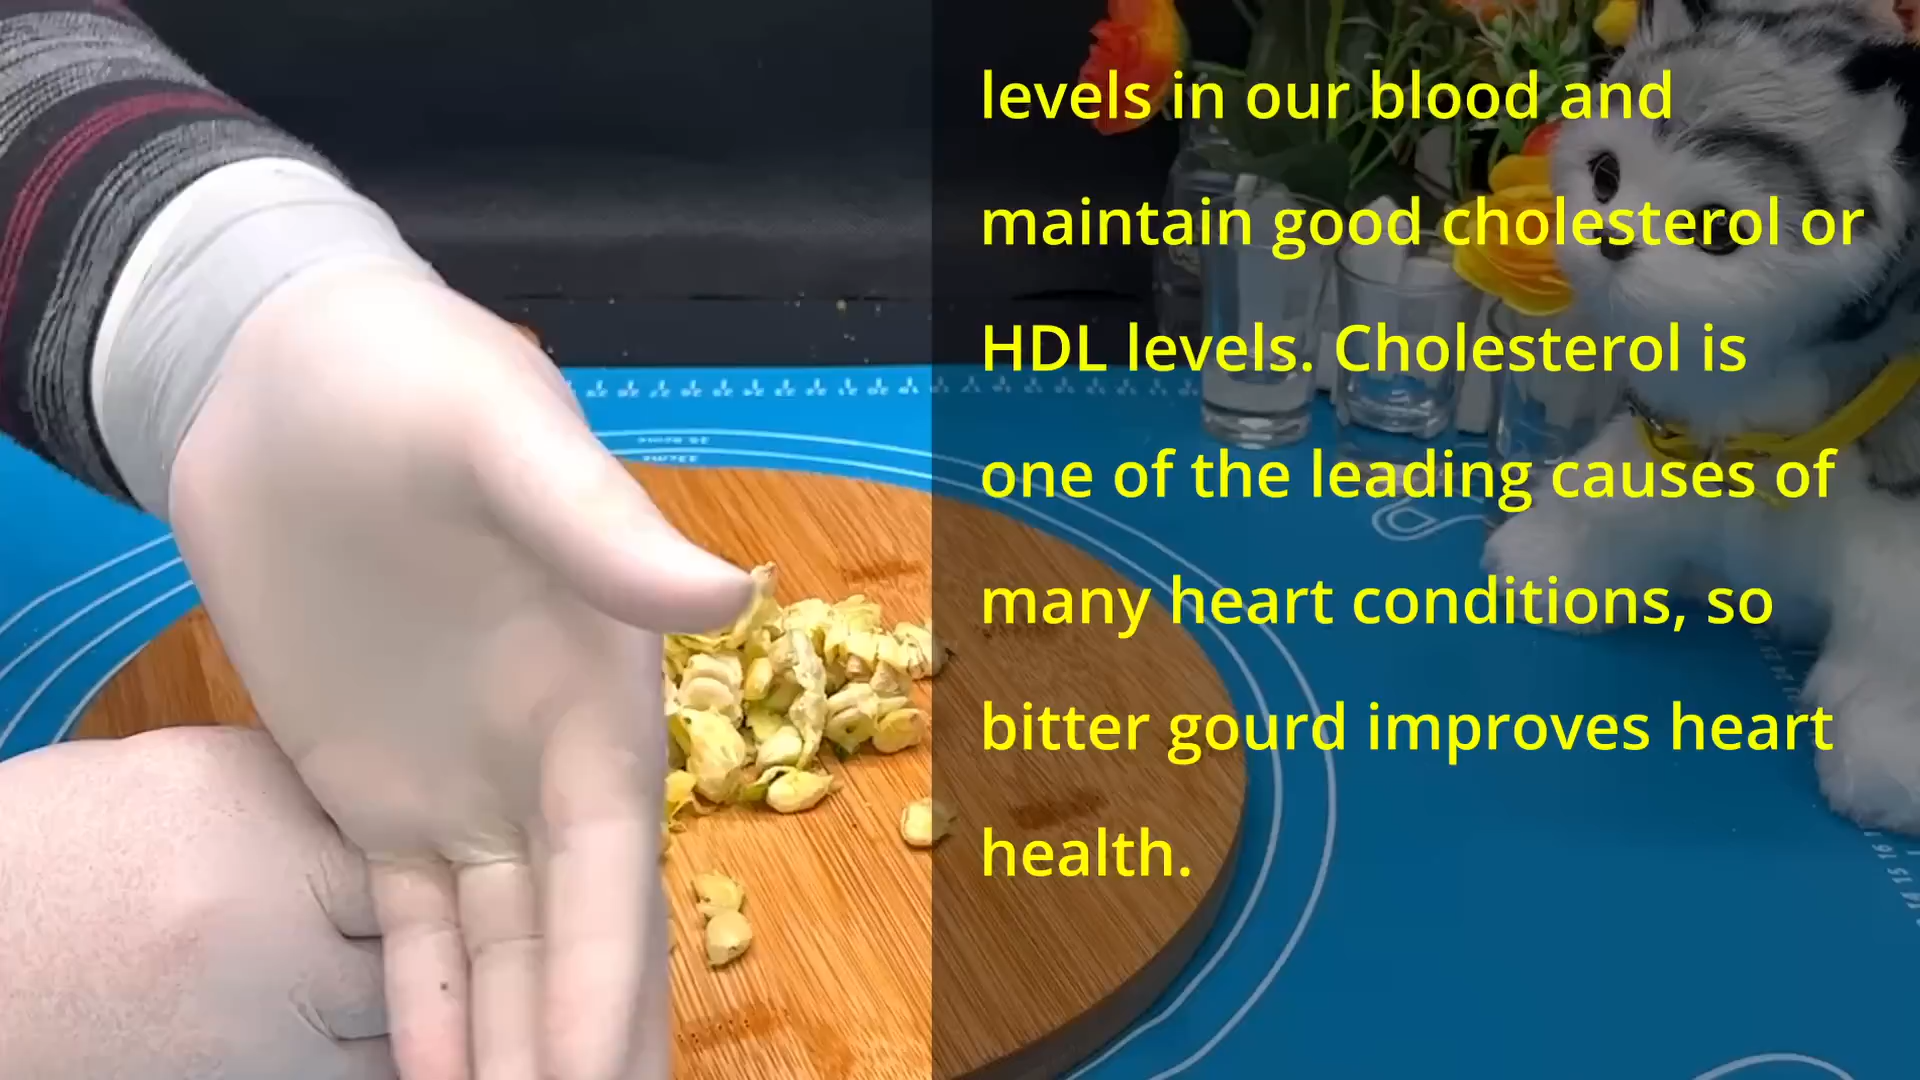 levels in our blood and
maintain good cholesterol or
HDL levels. Cholesterol is
one of the leading causes of
many heart conditions, so
bitter gourd improves heart
health.